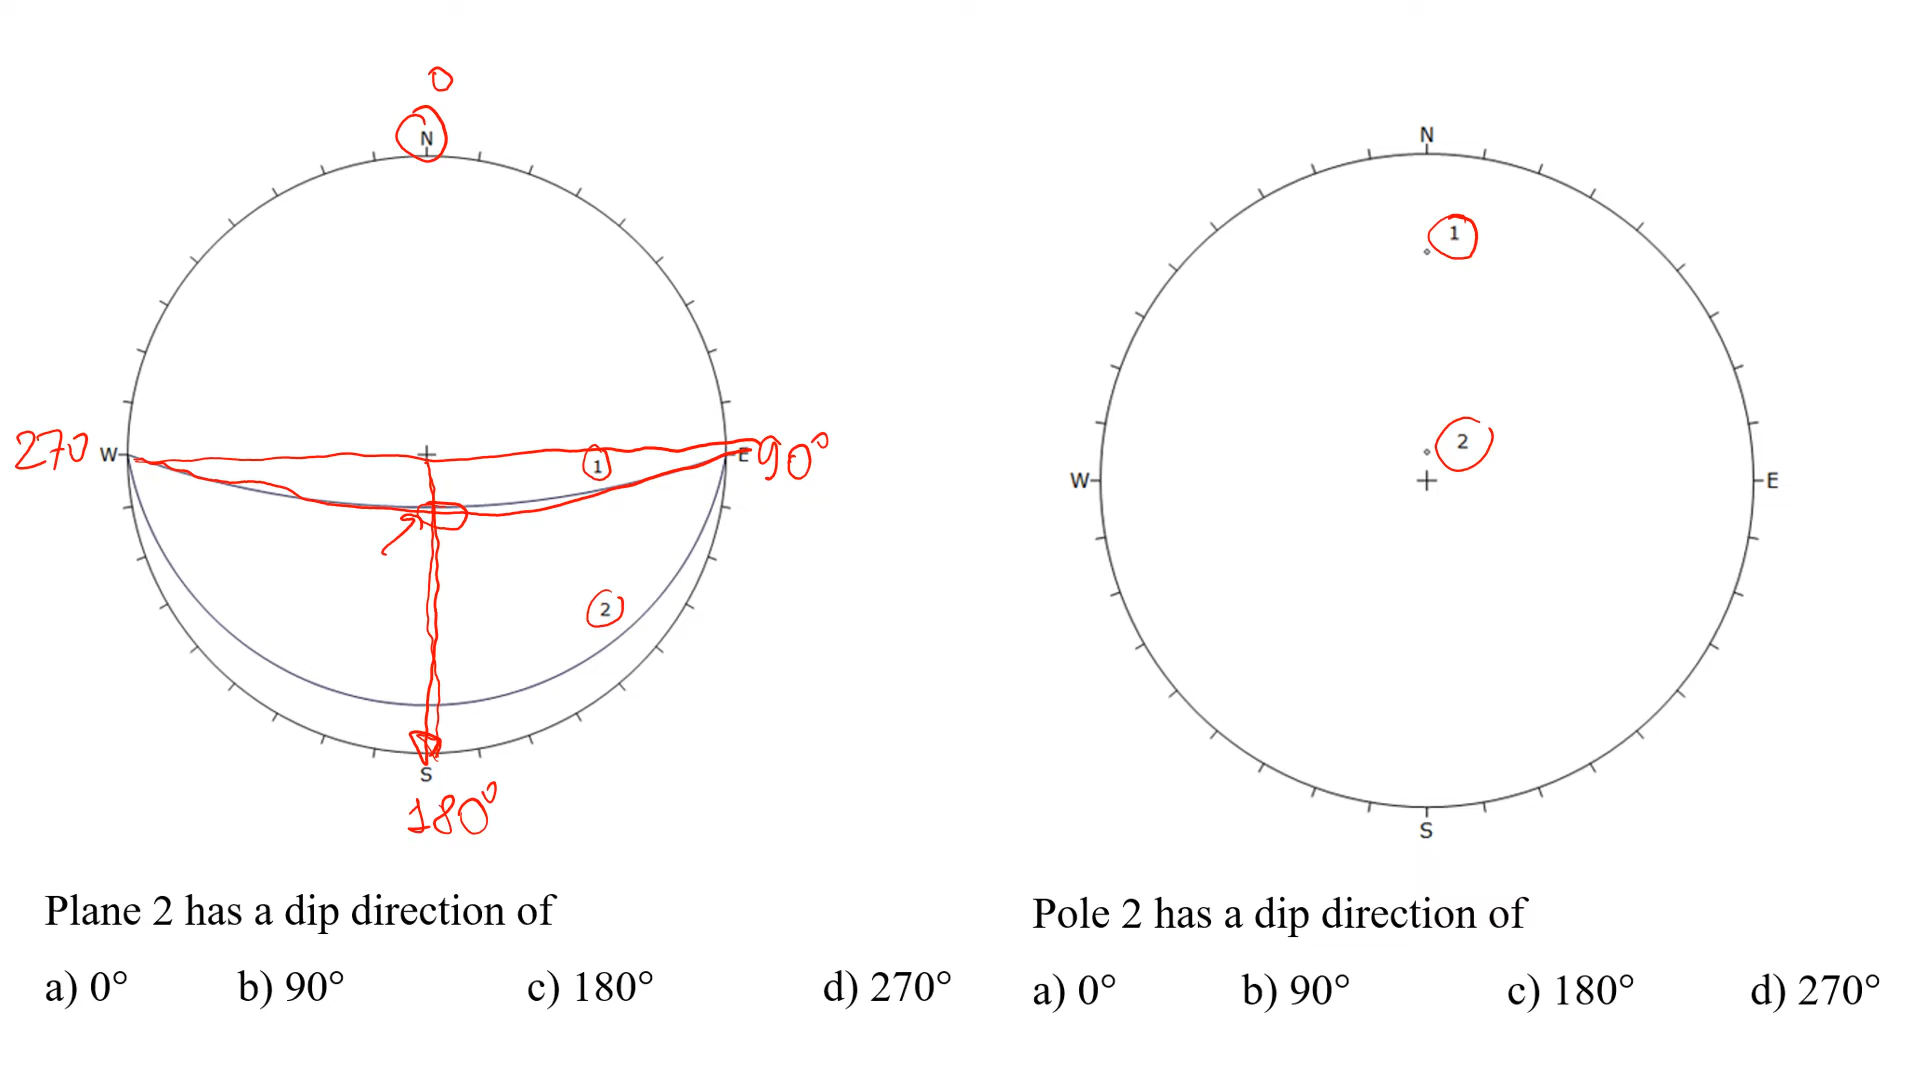 0
N
N
1
2
270 W
1
E 90°
W
E
2
S
180°
S
Plane 2 has a dip direction of
a) 0° b) 90° c) 180° d) 270°
Pole 2 has a dip direction of
a) 0° b) 90° c) 180° d) 270°